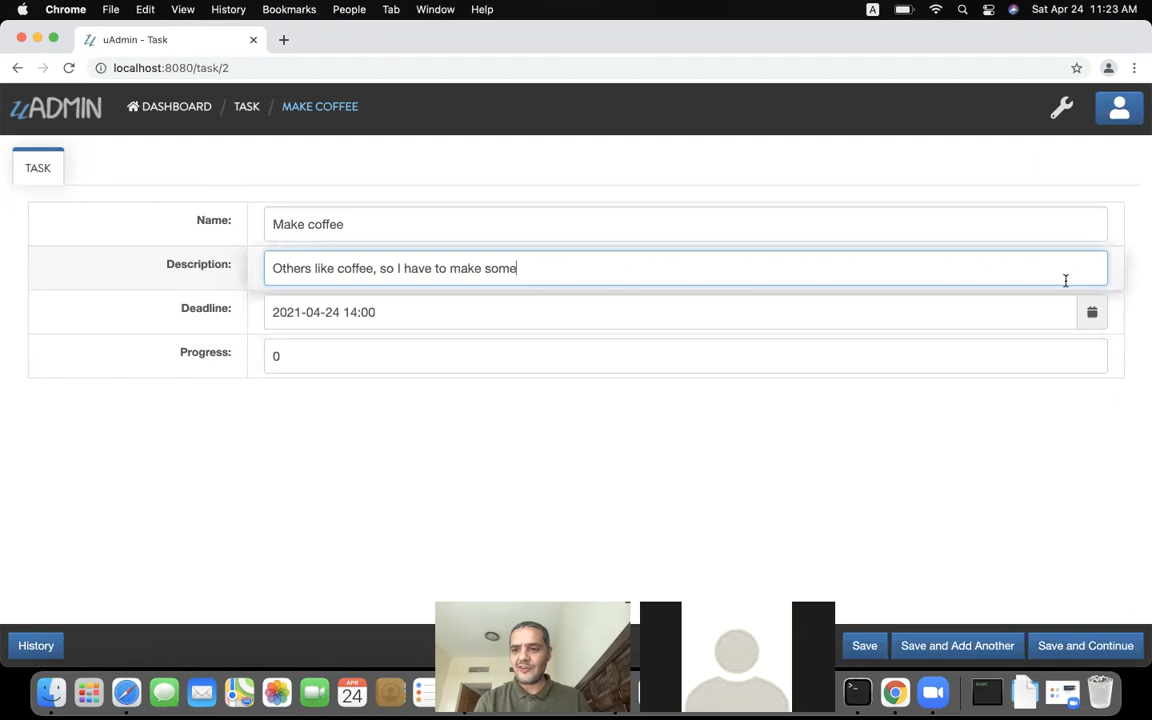 Chrome File Edit View History Bookmarks People Tab Window Help A Sat Apr 24 11:23 AM
uAdmin - Task
localhost:8080/task/2
uADMIN DASHBOARD / TASK / MAKE COFFEE
TASK
Name: Make coffee
Description: Others like coffee, so I have to make some
Deadline: 2021-04-24 14:00
Progress: 0
History Save Save and Add Another Save and Continue
APR
24